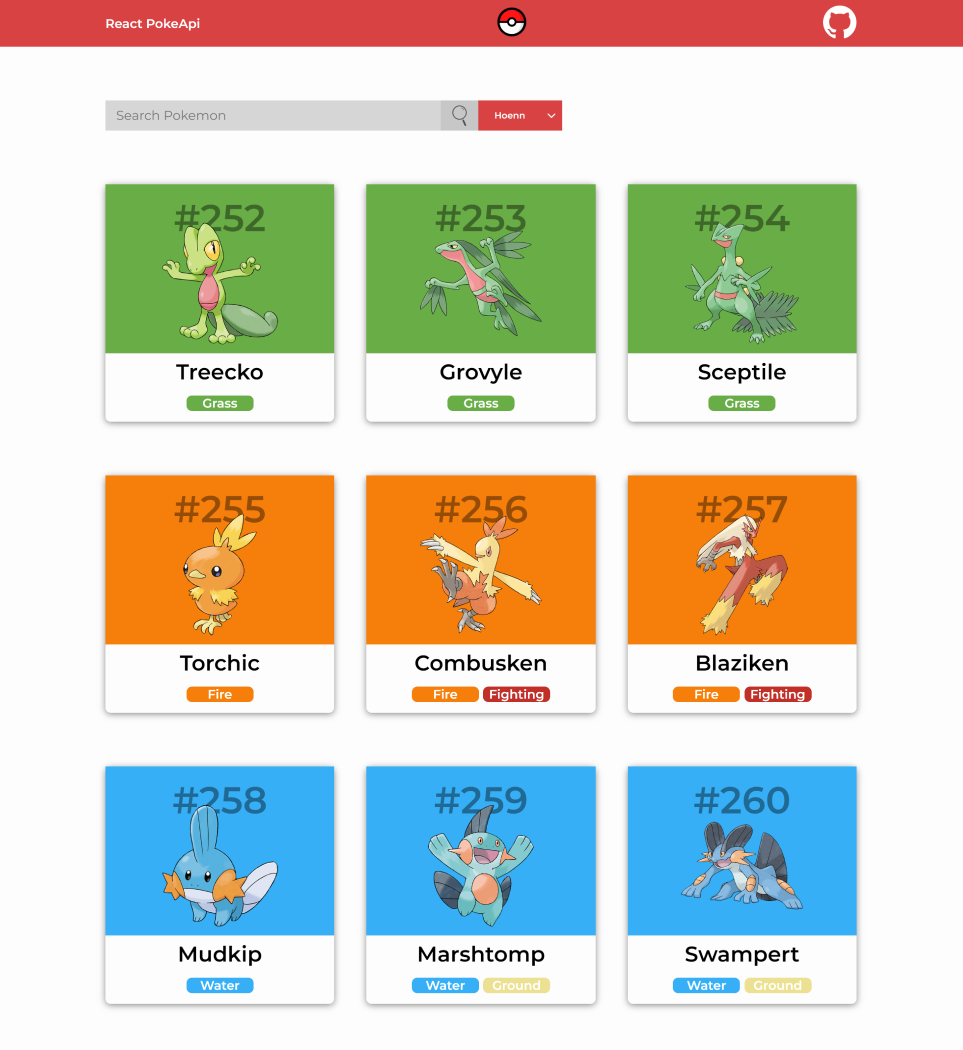 React PokeApi
Search Pokemon
Hoenn
#252
#253
#254
Treecko
Grovyle
Sceptile
Grass
Grass
Grass
#255
#256
#257
Torchic
Combusken
Blaziken
Fire
Fire Fighting
Fire Fighting
#258
#259
#260
Mudkip
Marshtomp
Swampert
Water
Water Ground
Water Ground